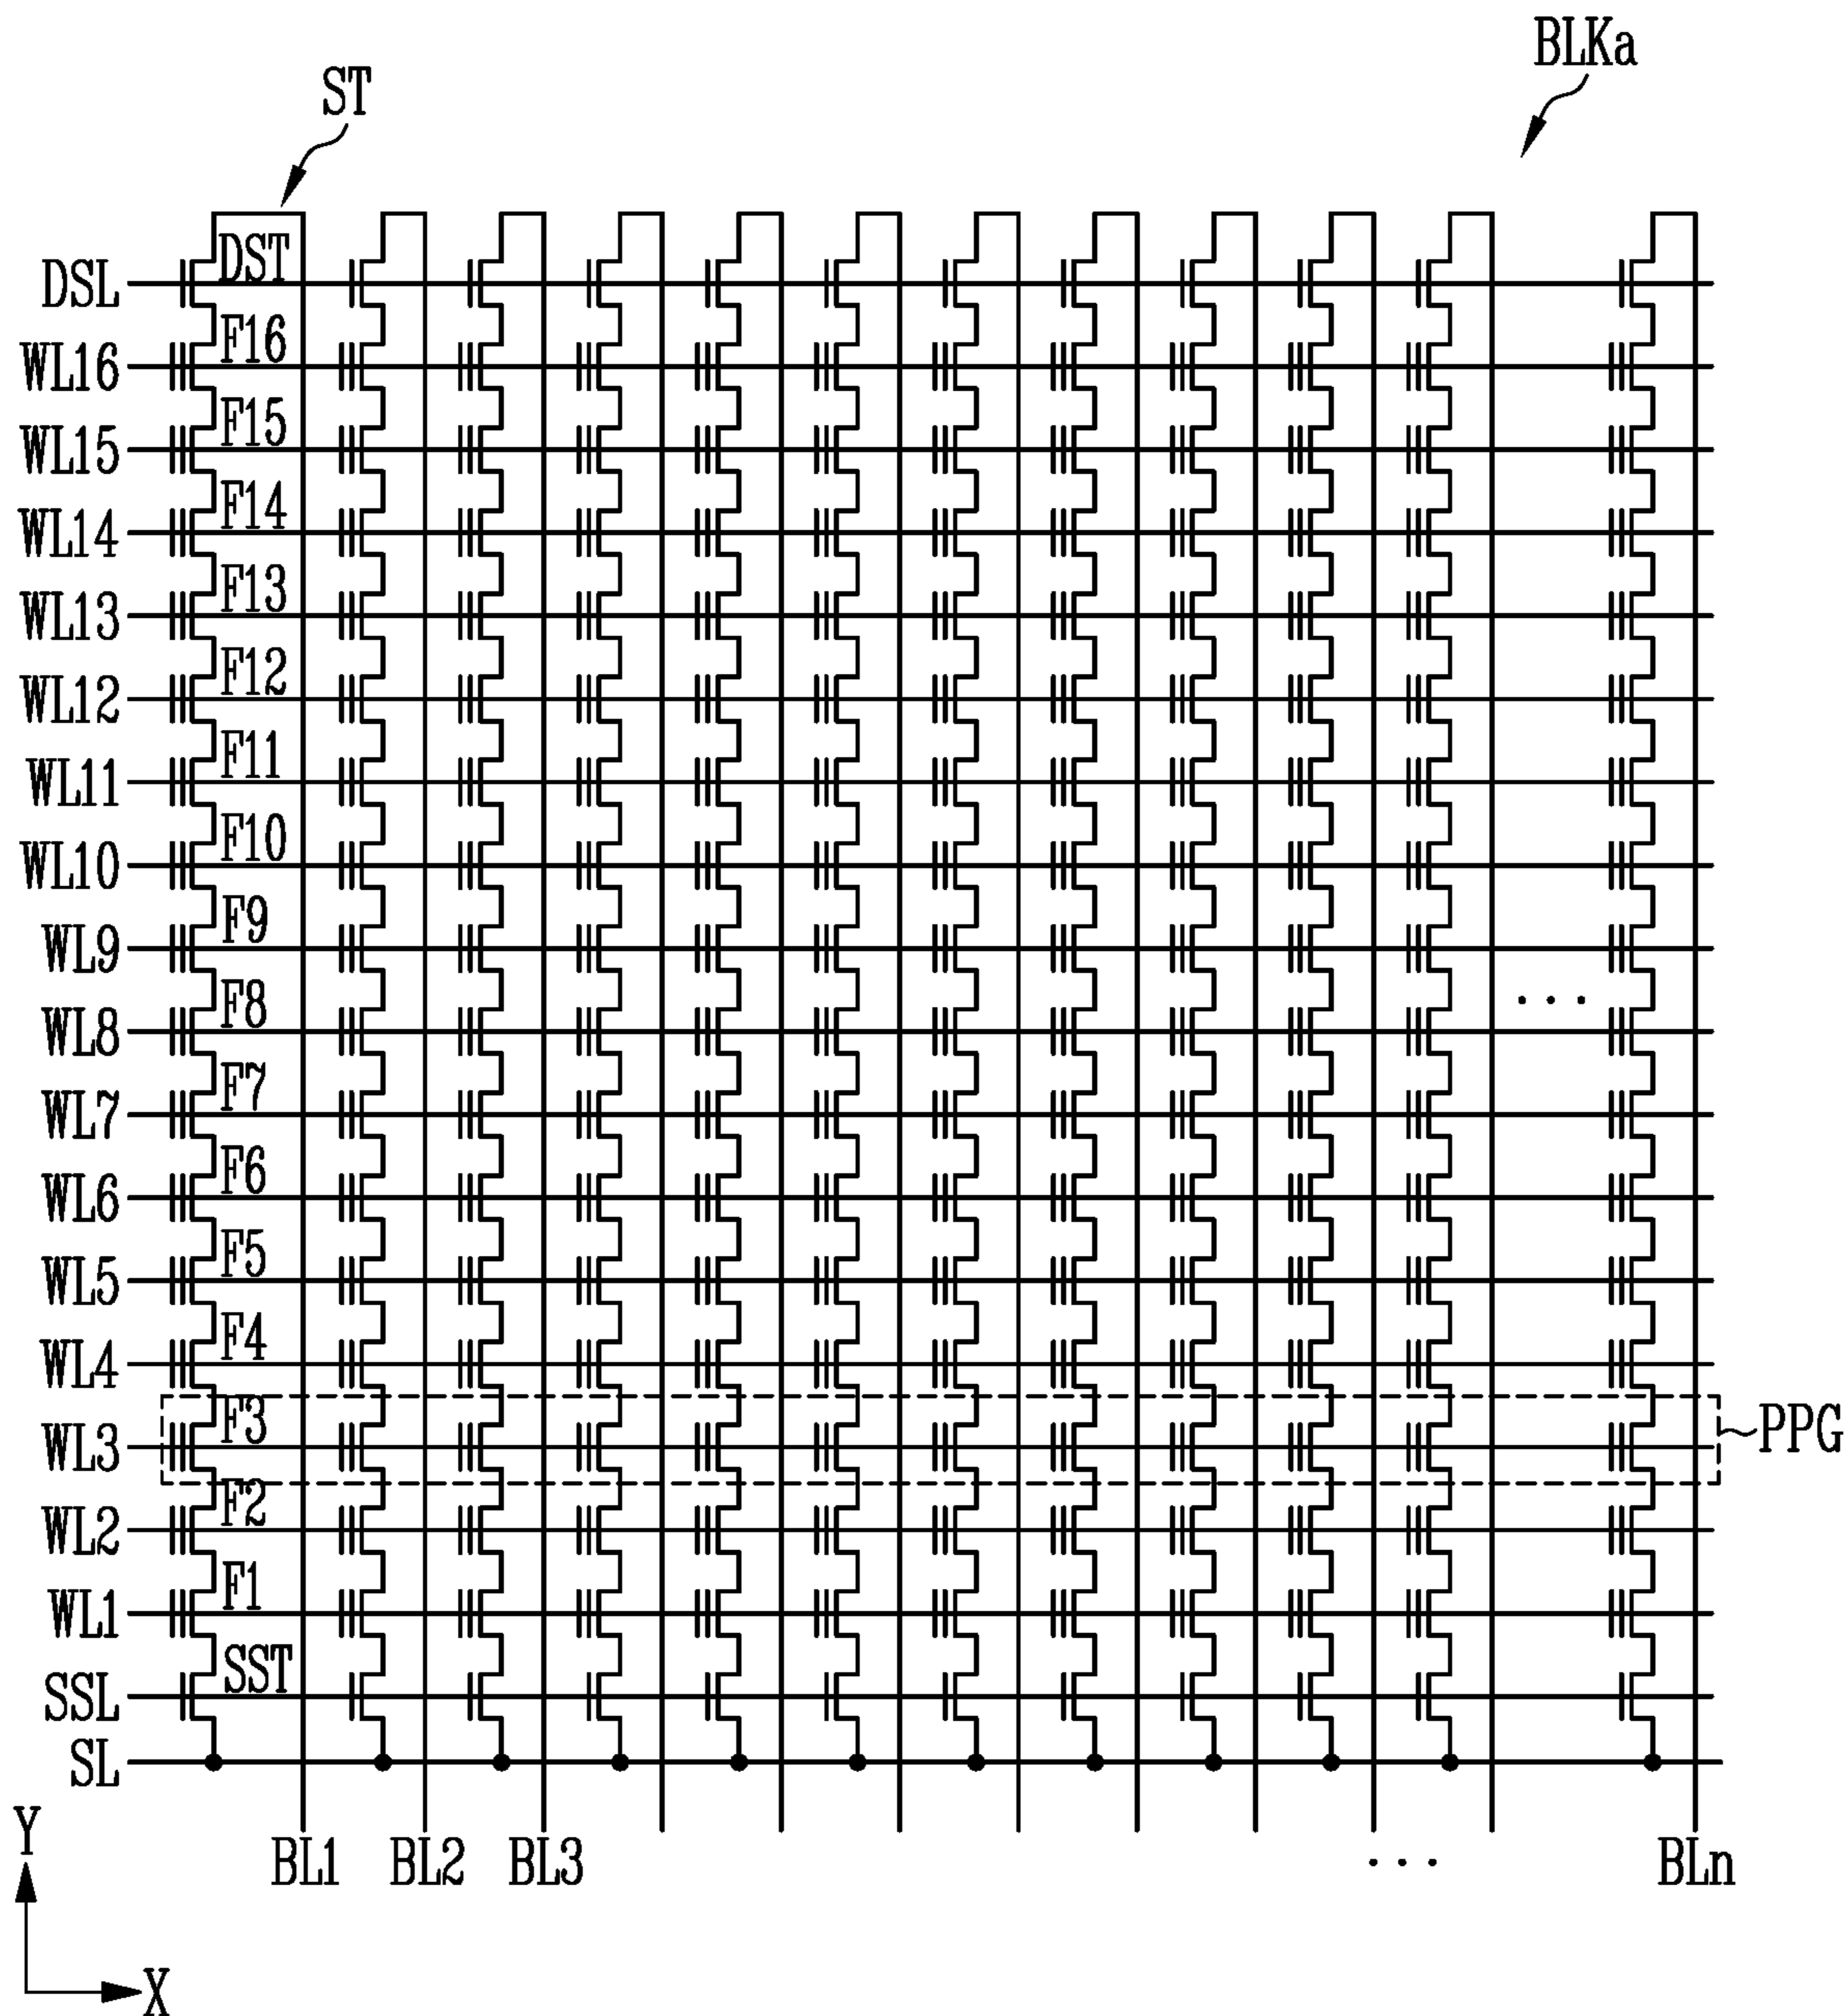 BLKa
ST
DST
DSL
F16
WL16
F15
WL15
F14
WL14
F13
WL13
F12
WL12
F11
WL11
F10
WL10
F9
WL9
F8
WL8
...
F7
WL7
F6
WL6
F5
WL5
F4
WL4
F3
WL3
PPG
F2
WL2
F1
WL1
SST
SSL
SL
Y
BL1 BL2 BL3 ... BLn
X